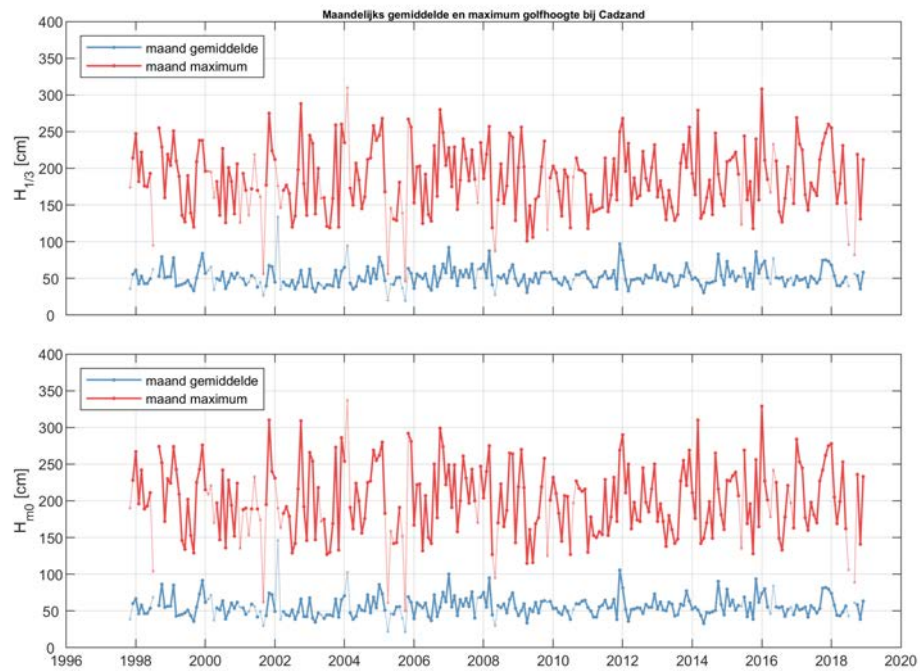 Maandelijks gemiddelde en maximum golfhoogte bij Cadzand
400
350
300
250
200
150
100
50
0
H1/3 [cm]
maand gemiddelde
maand maximum
400
350
300
250
200
150
100
50
0
Hm0 [cm]
maand gemiddelde
maand maximum
1996 1998 2000 2002 2004 2006 2008 2010 2012 2014 2016 2018 2020